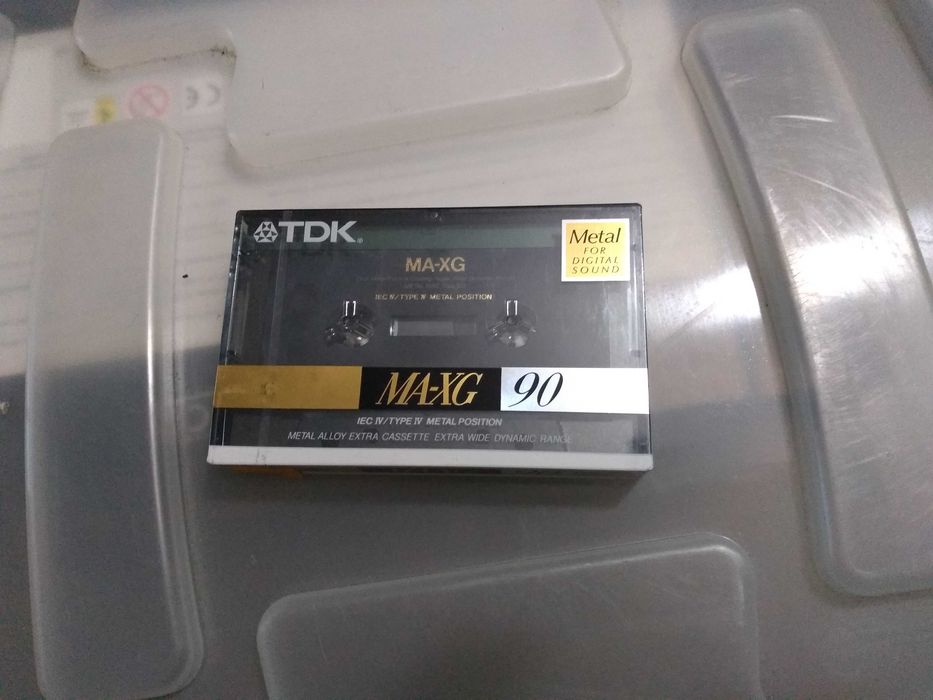 TDK®
Metal
FOR
DIGITAL
SOUND
MA-XG
IEC IV/TYPE IV METAL POSITION
MA-XG 90
IEC IV/TYPE IV METAL POSITION
METAL ALLOY EXTRA CASSETTE EXTRA WIDE DYNAMIC RANGE
CE